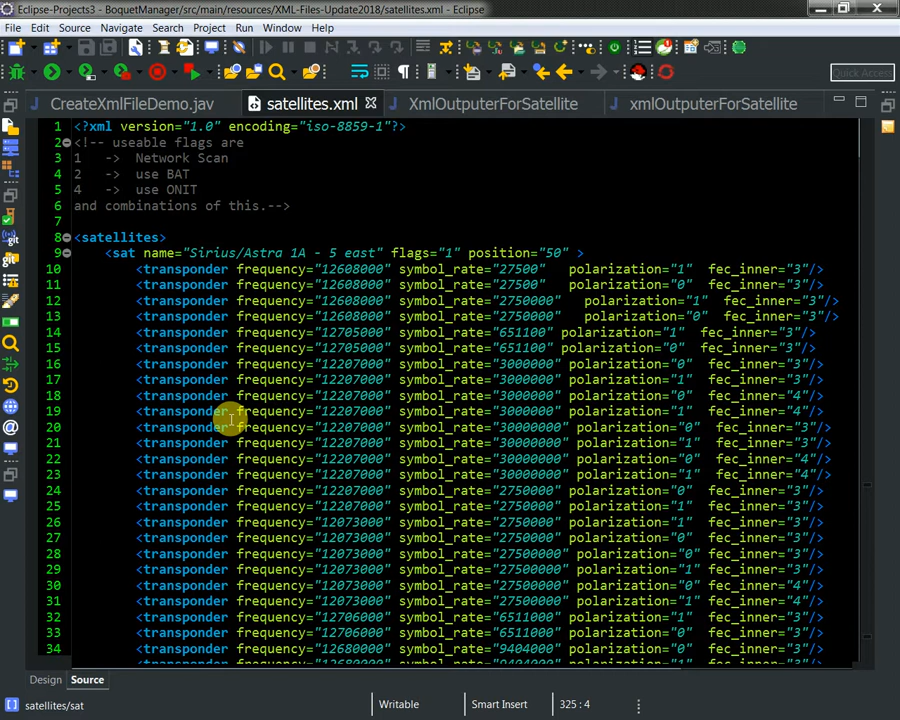 Eclipse-Projects3 - BoquetManager/src/main/resources/XML-Files-Update2018/satellites.xml - Eclipse
File Edit Source Navigate Search Project Run Window Help
Quick Access
CreateXmlFileDemo.jav satellites.xml XmlOutputerForSatellite xmlOutputerForSatellite
1 <?xml version="1.0" encoding="iso-8859-1"?>
2 <!-- useable flags are
3 1 -> Network Scan
4 2 -> use BAT
5 4 -> use ONIT
6 and combinations of this.-->
7
8 <satellites>
9 <sat name="Sirius/Astra 1A - 5 east" flags="1" position="50" >
10 <transponder frequency="12608000" symbol_rate="27500" polarization="1" fec_inner="3"/>
11 <transponder frequency="12608000" symbol_rate="27500" polarization="0" fec_inner="3"/>
12 <transponder frequency="12608000" symbol_rate="2750000" polarization="1" fec_inner="3"/>
13 <transponder frequency="12608000" symbol_rate="2750000" polarization="0" fec_inner="3"/>
14 <transponder frequency="12705000" symbol_rate="651100" polarization="1" fec_inner="3"/>
15 <transponder frequency="12705000" symbol_rate="651100" polarization="0" fec_inner="3"/>
16 <transponder frequency="12207000" symbol_rate="3000000" polarization="0" fec_inner="3"/>
17 <transponder frequency="12207000" symbol_rate="3000000" polarization="1" fec_inner="3"/>
18 <transponder frequency="12207000" symbol_rate="3000000" polarization="0" fec_inner="4"/>
19 <transponder frequency="12207000" symbol_rate="3000000" polarization="1" fec_inner="4"/>
20 <transponder frequency="12207000" symbol_rate="30000000" polarization="0" fec_inner="3"/>
21 <transponder frequency="12207000" symbol_rate="30000000" polarization="1" fec_inner="3"/>
22 <transponder frequency="12207000" symbol_rate="30000000" polarization="0" fec_inner="4"/>
23 <transponder frequency="12207000" symbol_rate="30000000" polarization="1" fec_inner="4"/>
24 <transponder frequency="12207000" symbol_rate="2750000" polarization="0" fec_inner="3"/>
25 <transponder frequency="12207000" symbol_rate="2750000" polarization="1" fec_inner="3"/>
26 <transponder frequency="12073000" symbol_rate="27500000" polarization="1" fec_inner="3"/>
27 <transponder frequency="12073000" symbol_rate="27500000" polarization="0" fec_inner="3"/>
28 <transponder frequency="12073000" symbol_rate="27500000" polarization="0" fec_inner="3"/>
29 <transponder frequency="12073000" symbol_rate="27500000" polarization="1" fec_inner="3"/>
30 <transponder frequency="12073000" symbol_rate="27500000" polarization="0" fec_inner="4"/>
31 <transponder frequency="12073000" symbol_rate="27500000" polarization="1" fec_inner="4"/>
32 <transponder frequency="12706000" symbol_rate="6511000" polarization="1" fec_inner="3"/>
33 <transponder frequency="12706000" symbol_rate="6511000" polarization="0" fec_inner="3"/>
34 <transponder frequency="12680000" symbol_rate="9404000" polarization="0" fec_inner="3"/>
<transponder frequency="12680000" symbol_rate="9404000" polarization="1" fec_inner="3"/>
Design Source
satellites/sat Writable Smart Insert 325 : 4